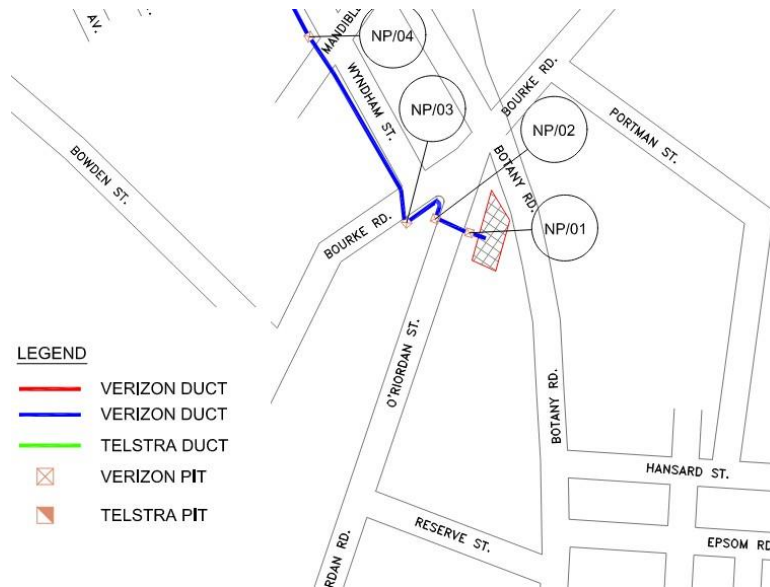 AV.
MANDIBLE
NP/04
WYNDHAM ST.
NP/03
BOURKE RD.
NP/02
PORTMAN ST.
BOWDEN ST.
BOTANY RD.
BOURKE RD.
NP/01
O'RIORDAN ST.
BOTANY RD.
LEGEND
VERIZON DUCT
VERIZON DUCT
TELSTRA DUCT
VERIZON PIT
TELSTRA PIT
HANSARD ST.
RESERVE ST.
EPSOM RD
RDAN RD.